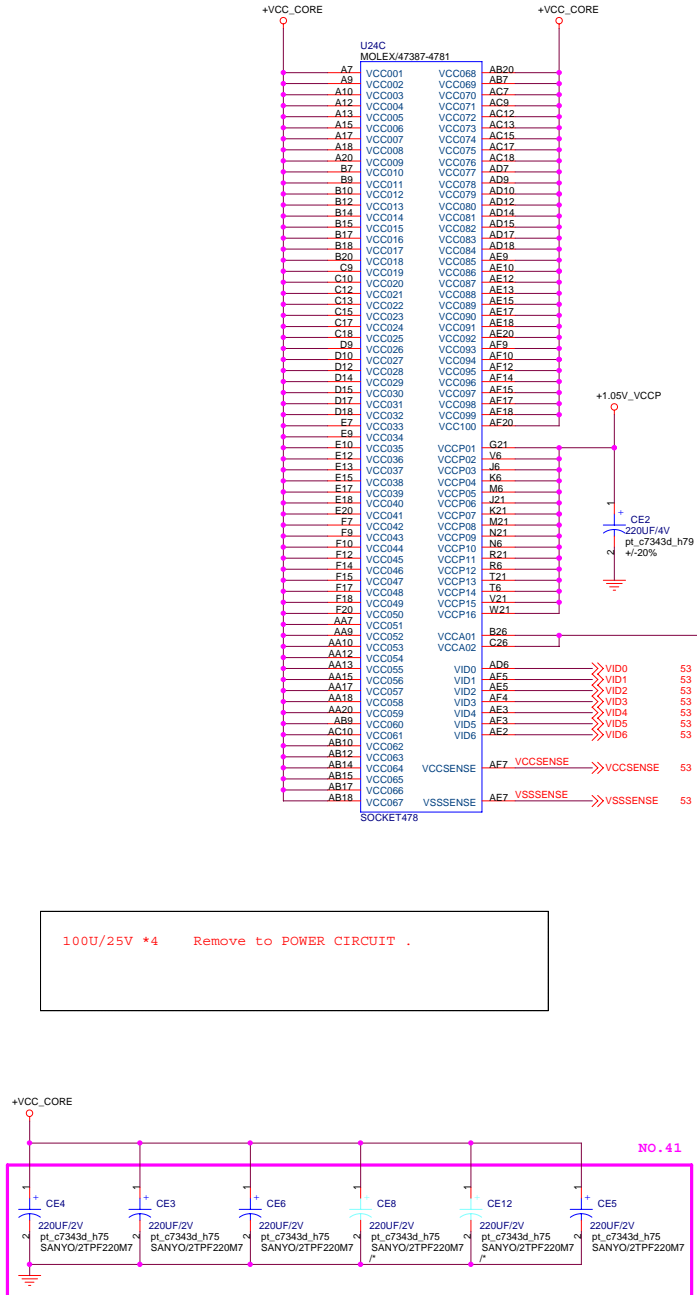 +VCC_CORE +VCC_CORE
U24C
MOLEX/47387-4781
A7 VCC001 VCC068 AB20
A9 VCC002 VCC069 AB7
A10 VCC003 VCC070 AC7
A12 VCC004 VCC071 AC9
A13 VCC005 VCC072 AC12
A15 VCC006 VCC073 AC13
A17 VCC007 VCC074 AC15
A18 VCC008 VCC075 AC17
A20 VCC009 VCC076 AC18
B7 VCC010 VCC077 AD7
B9 VCC011 VCC078 AD9
B10 VCC012 VCC079 AD10
B12 VCC013 VCC080 AD12
B14 VCC014 VCC081 AD14
B15 VCC015 VCC082 AD15
B17 VCC016 VCC083 AD17
B18 VCC017 VCC084 AD18
B20 VCC018 VCC085 AE9
C9 VCC019 VCC086 AE10
C10 VCC020 VCC087 AE12
C12 VCC021 VCC088 AE13
C13 VCC022 VCC089 AE15
C15 VCC023 VCC090 AE17
C17 VCC024 VCC091 AE18
C18 VCC025 VCC092 AE20
D9 VCC026 VCC093 AF9
D10 VCC027 VCC094 AF10
D12 VCC028 VCC095 AF12
D14 VCC029 VCC096 AF14
D15 VCC030 VCC097 AF15
D17 VCC031 VCC098 AF17
D18 VCC032 VCC099 AF18
E7 VCC033 VCC100 AF20
E9 VCC034
E10 VCC035 VCCP01 G21
E12 VCC036 VCCP02 V6
E13 VCC037 VCCP03 J6
E15 VCC038 VCCP04 K6
E17 VCC039 VCCP05 M6
E18 VCC040 VCCP06 J21
E20 VCC041 VCCP07 K21
F7 VCC042 VCCP08 M21
F9 VCC043 VCCP09 N21
F10 VCC044 VCCP10 N6
F12 VCC045 VCCP11 R21
F14 VCC046 VCCP12 R6
F15 VCC047 VCCP13 T21
F17 VCC048 VCCP14 T6
F18 VCC049 VCCP15 V21
F20 VCC050 VCCP16 W21
AA7 VCC051
AA9 VCC052 VCCA01 B26
AA10 VCC053 VCCA02 C26
AA12 VCC054
AA13 VCC055 VID0 AD6 VID0 53
AA15 VCC056 VID1 AF5 VID1 53
AA17 VCC057 VID2 AE5 VID2 53
AA18 VCC058 VID3 AF4 VID3 53
AA20 VCC059 VID4 AE3 VID4 53
AB9 VCC060 VID5 AF3 VID5 53
AC10 VCC061 VID6 AE2 VID6 53
AB10 VCC062
AB12 VCC063
AB14 VCC064 VCCSENSE AF7 VCCSENSE VCCSENSE 53
AB15 VCC065
AB17 VCC066
AB18 VCC067 VSSSENSE AE7 VSSSENSE VSSSENSE 53
SOCKET478
+1.05V_VCCP
1
+
CE2
220UF/4V
pt_c7343d_h79
+/-20%
2
100U/25V *4 Remove to POWER CIRCUIT .
+VCC_CORE
NO.41
1 1 1 1 1 1
+ + + + + +
CE4 CE3 CE6 CE8 CE12 CE5
220UF/2V 220UF/2V 220UF/2V 220UF/2V 220UF/2V 220UF/2V
2 2 2 2 2 2
pt_c7343d_h75 pt_c7343d_h75 pt_c7343d_h75 pt_c7343d_h75 pt_c7343d_h75 pt_c7343d_h75
SANYO/2TPF220M7 SANYO/2TPF220M7 SANYO/2TPF220M7 SANYO/2TPF220M7 SANYO/2TPF220M7 SANYO/2TPF220M7
/* /*